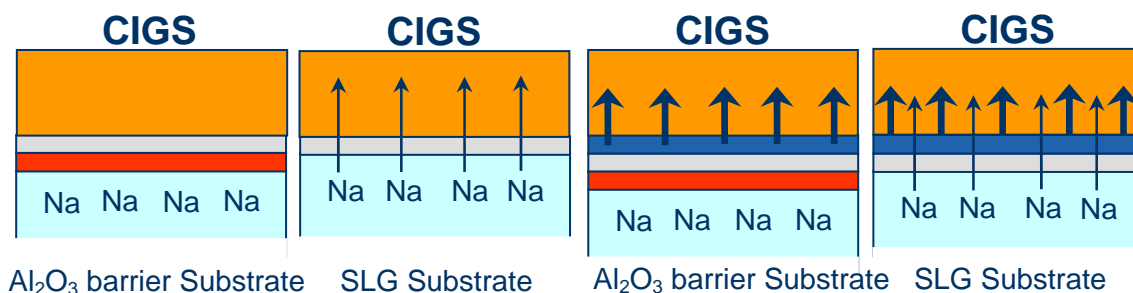 CIGS CIGS CIGS CIGS
Na Na Na Na Na Na Na Na Na Na Na Na Na Na Na Na
Al₂O₃ barrier Substrate SLG Substrate Al₂O₃ barrier Substrate SLG Substrate